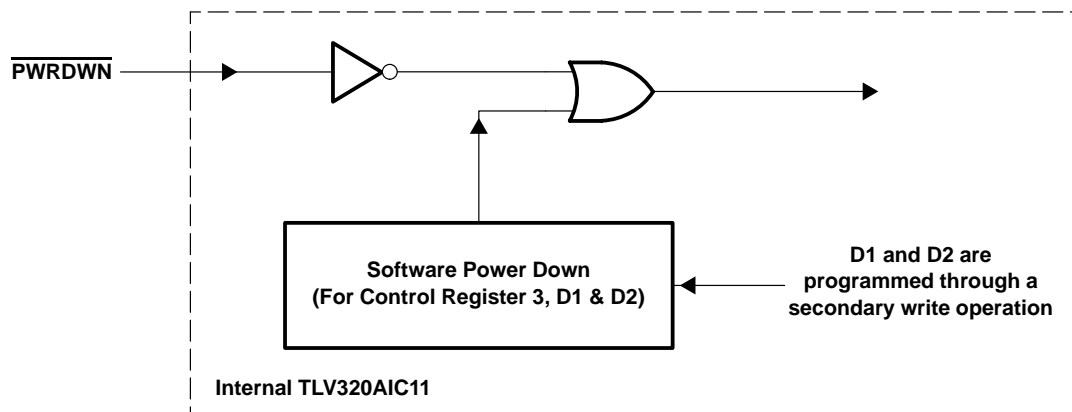 PWRDWN
Software Power Down
(For Control Register 3, D1 & D2)
D1 and D2 are
programmed through a
secondary write operation
Internal TLV320AIC11